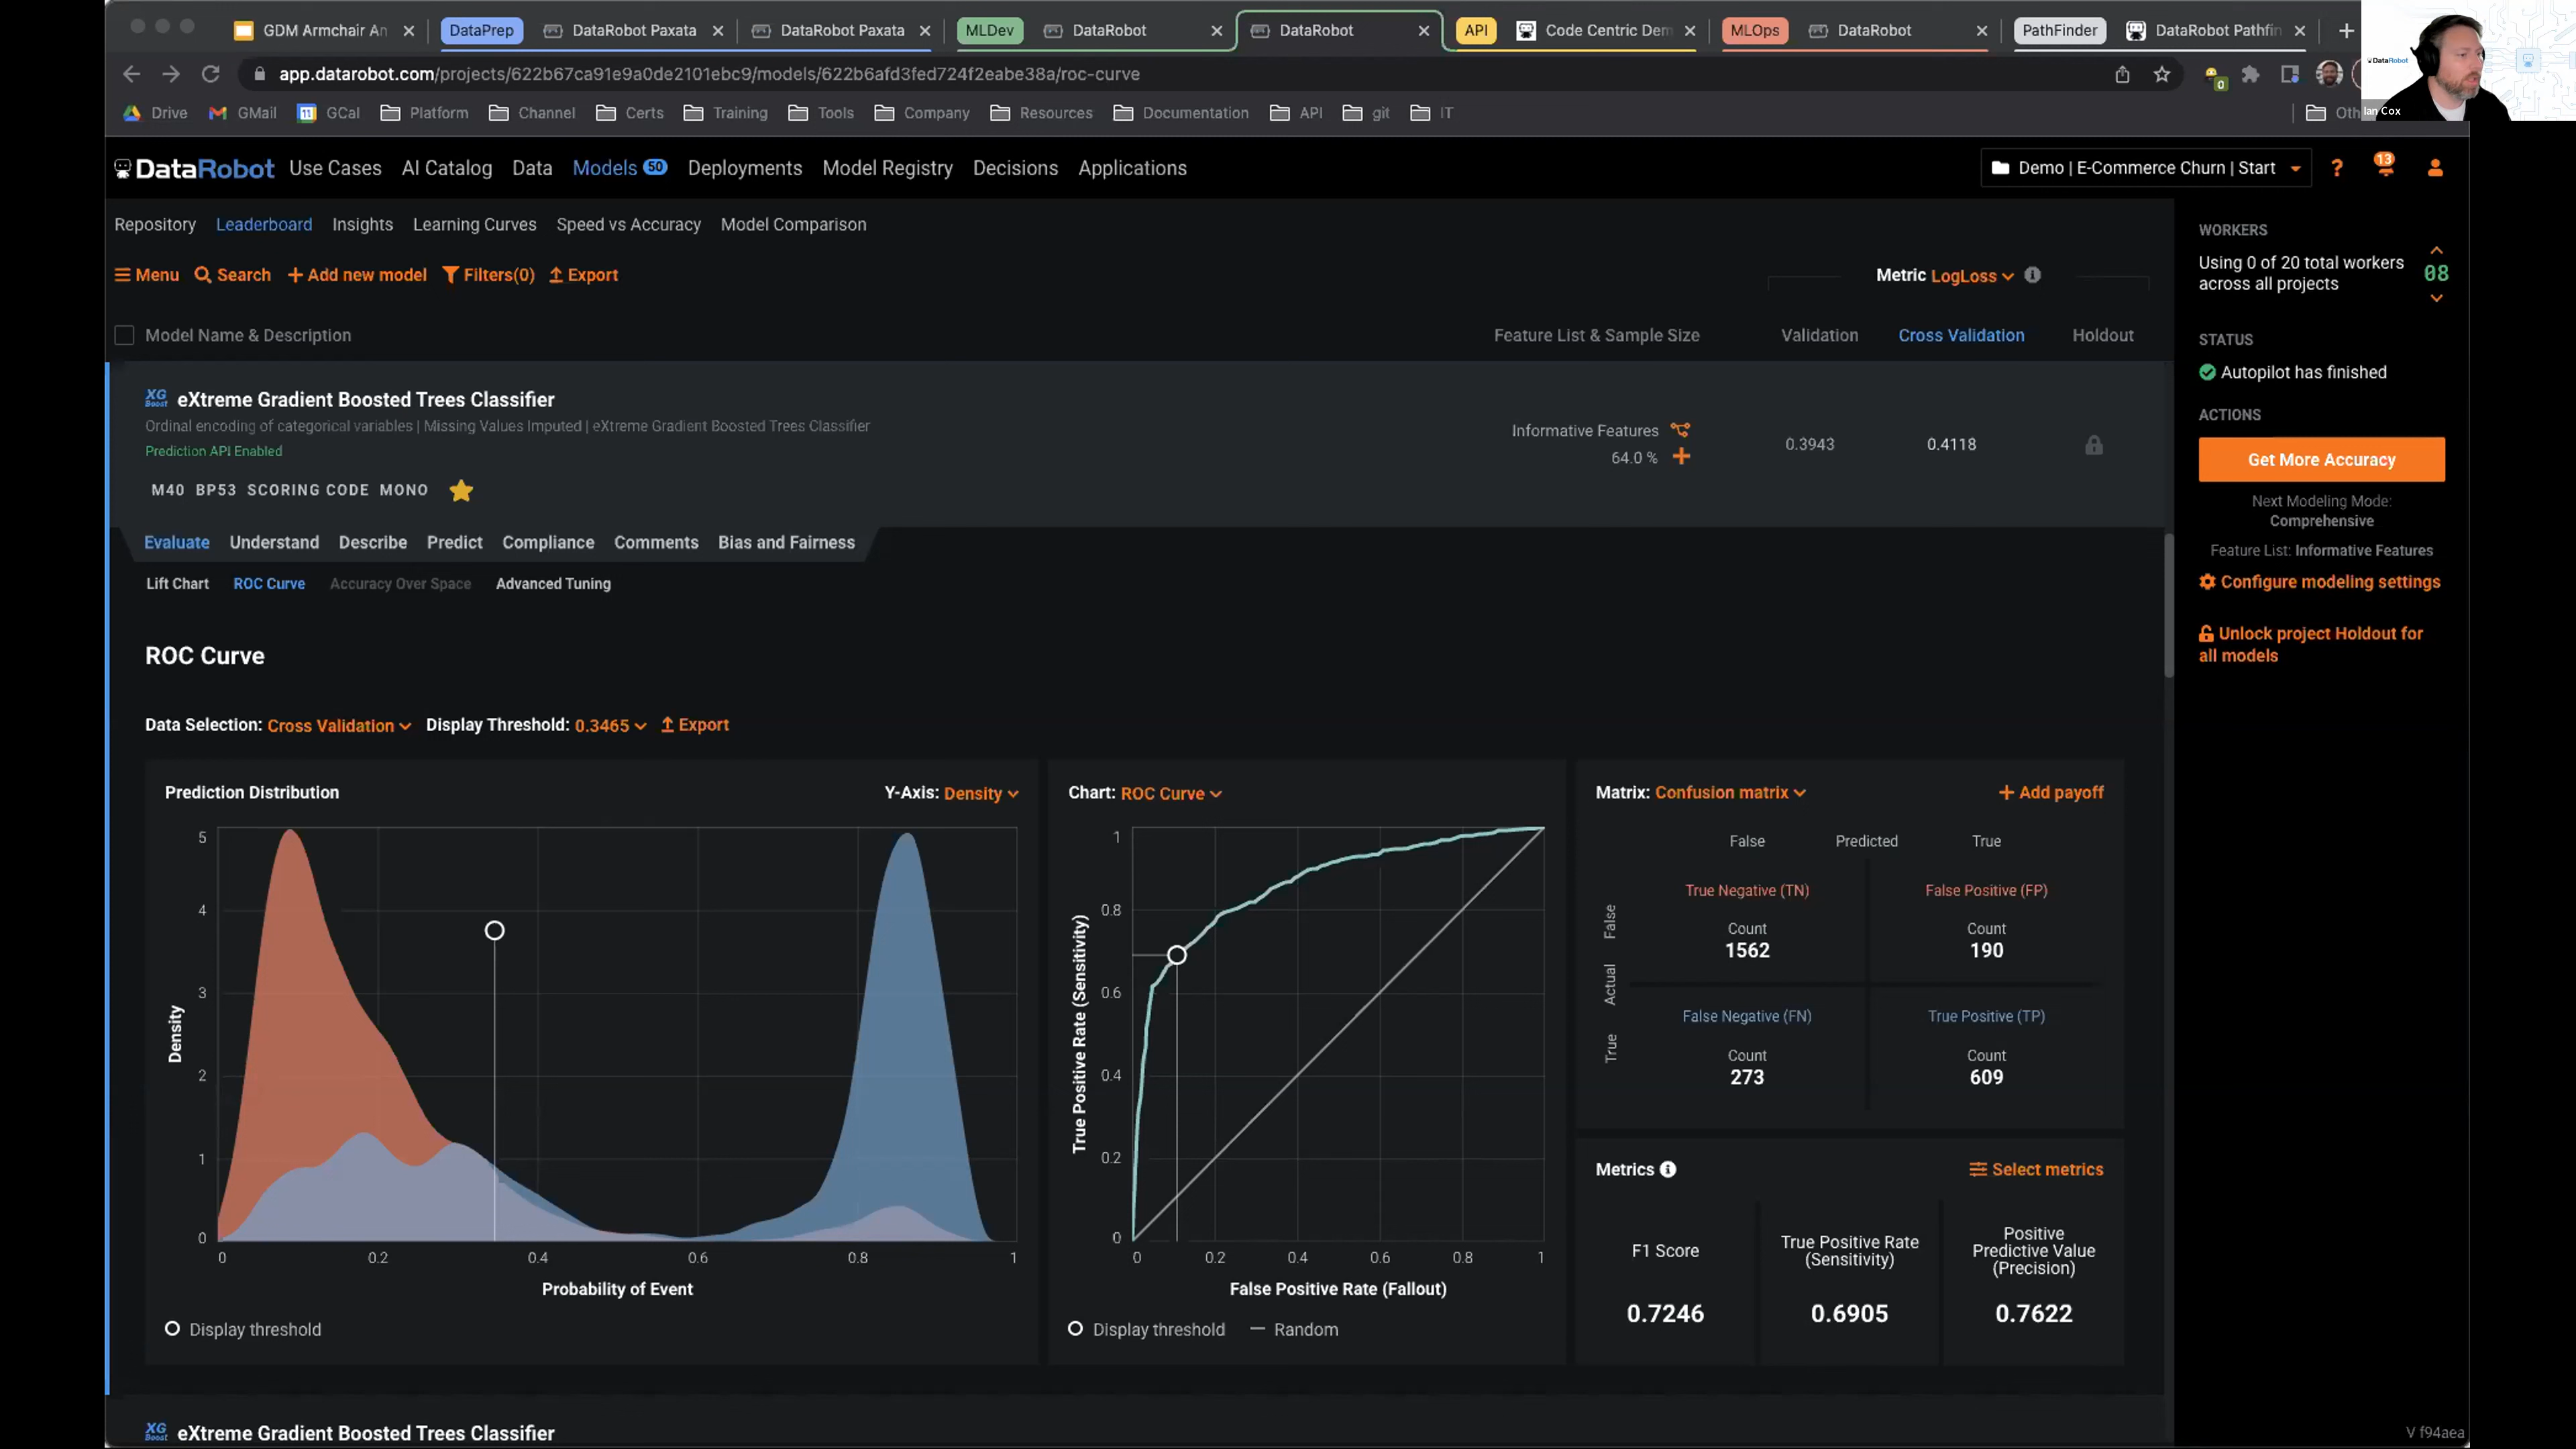 GDM Armchair An
DataPrep
DataRobot Paxata
DataRobot Paxata
MLDev
DataRobot
DataRobot
API
Code Centric Dem
MLOps
DataRobot
PathFinder
DataRobot Pathfin
app.datarobot.com/projects/622b67ca91e9a0de2101ebc9/models/622b6afd3fed724f2eabe38a/roc-curve
0
DataRobot
Ian Cox
Drive
GMail
11
GCal
Platform
Channel
Certs
Training
Tools
Company
Resources
Documentation
API
git
IT
Oth
DataRobot
Use Cases
AI Catalog
Data
Models 50
Deployments
Model Registry
Decisions
Applications
Demo | E-Commerce Churn | Start
?
13
Repository
Leaderboard
Insights
Learning Curves
Speed vs Accuracy
Model Comparison
Menu
Search
Add new model
Filters(0)
Export
Metric LogLoss
Model Name & Description
Feature List & Sample Size
Validation
Cross Validation
Holdout
XG Boost
eXtreme Gradient Boosted Trees Classifier
Ordinal encoding of categorical variables | Missing Values Imputed | eXtreme Gradient Boosted Trees Classifier
Prediction API Enabled
M40 BP53 SCORING CODE MONO
Informative Features
64.0 %
0.3943
0.4118
Evaluate
Understand
Describe
Predict
Compliance
Comments
Bias and Fairness
Lift Chart
ROC Curve
Accuracy Over Space
Advanced Tuning
ROC Curve
Data Selection: Cross Validation
Display Threshold: 0.3465
Export
Prediction Distribution
Y-Axis: Density
5
4
3
2
1
0
Density
0
0.2
0.4
0.6
0.8
1
Probability of Event
Display threshold
Chart: ROC Curve
1
0.8
0.6
0.4
0.2
0
True Positive Rate (Sensitivity)
0
0.2
0.4
0.6
0.8
1
False Positive Rate (Fallout)
Display threshold
Random
Matrix: Confusion matrix
Add payoff
False
Predicted
True
True Negative (TN)
False Positive (FP)
Count
1562
Count
190
False
Actual
True
False Negative (FN)
True Positive (TP)
Count
273
Count
609
Metrics
Select metrics
F1 Score
0.7246
True Positive Rate
(Sensitivity)
0.6905
Positive
Predictive Value
(Precision)
0.7622
XG Boost
eXtreme Gradient Boosted Trees Classifier
WORKERS
Using 0 of 20 total workers
across all projects
08
STATUS
Autopilot has finished
ACTIONS
Get More Accuracy
Next Modeling Mode:
Comprehensive
Feature List: Informative Features
Configure modeling settings
Unlock project Holdout for
all models
V f94aea